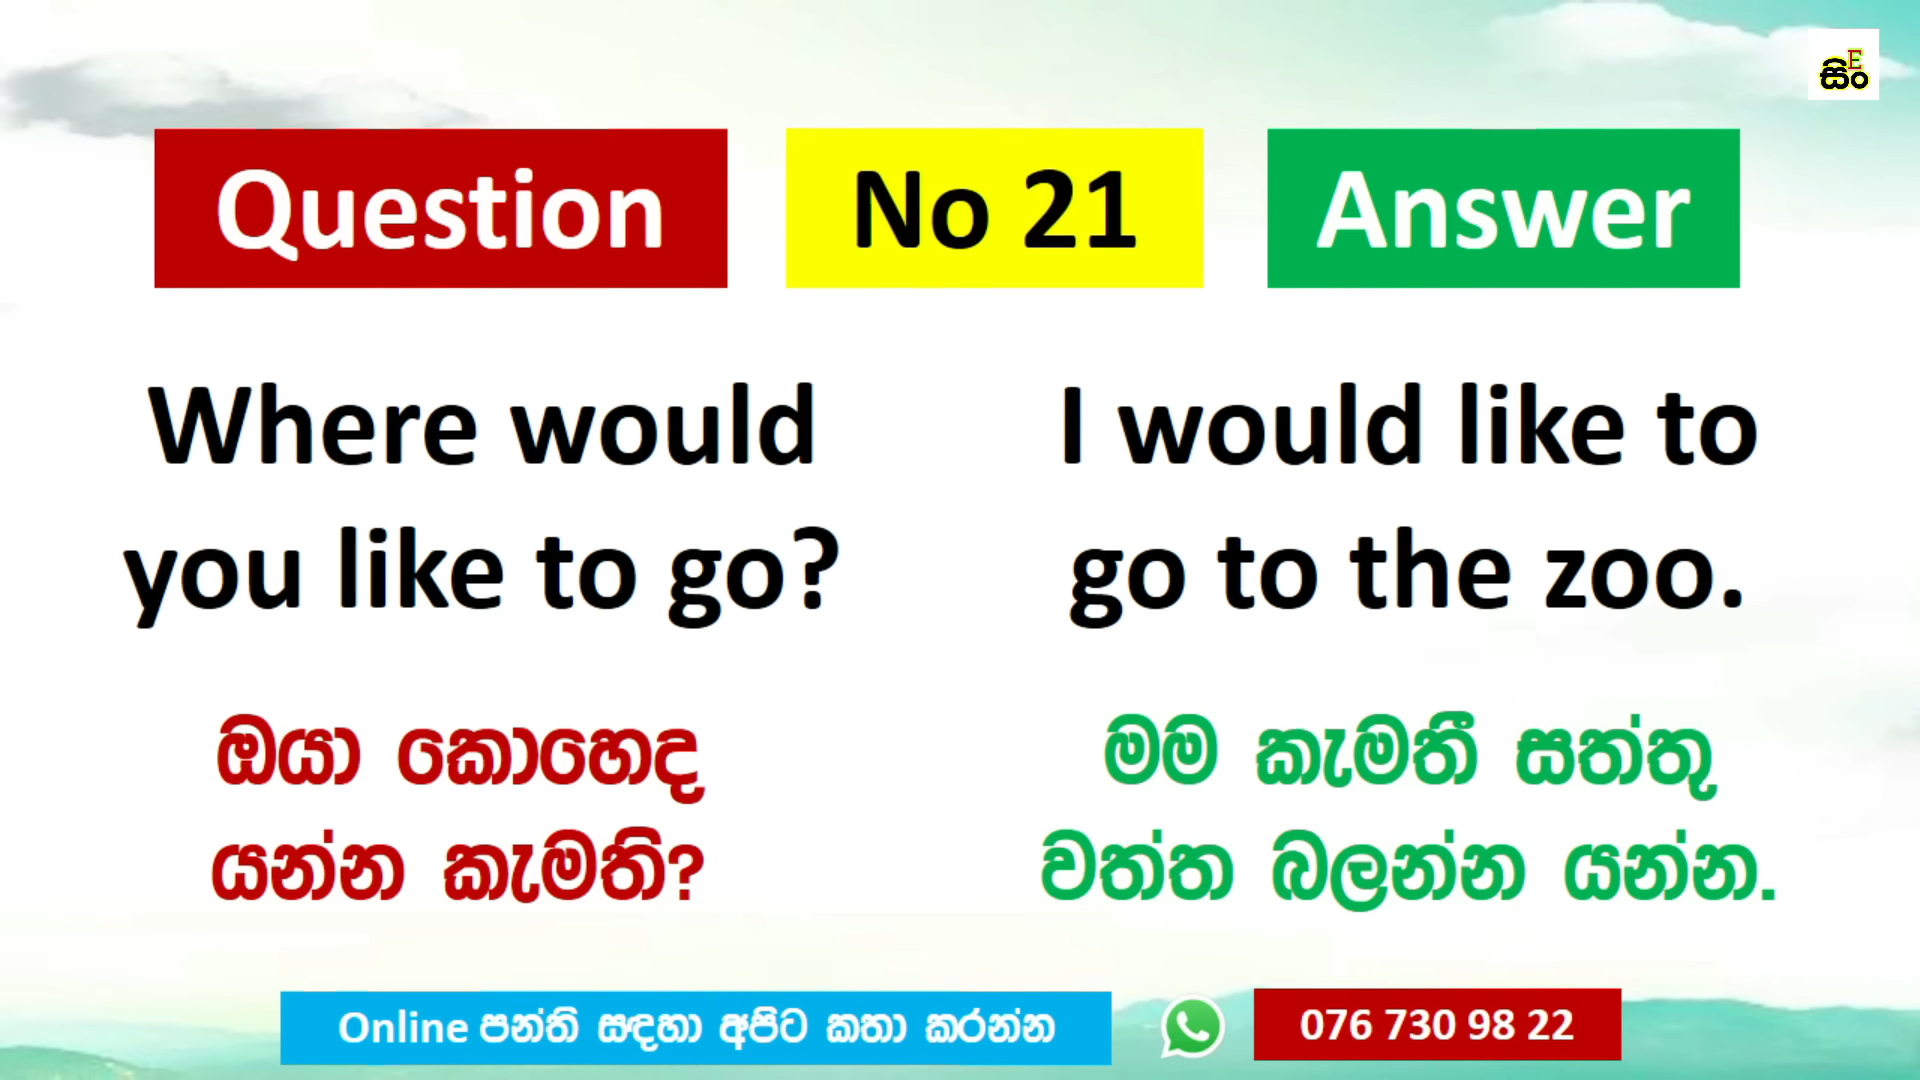 සිං
E
Question
No 21
Answer
Where would
you like to go?
I would like to
go to the zoo.
ඔයා කොහෙද
යන්න කැමති?
මම කැමතී සත්තු
වත්ත බලන්න යන්න.
Online පන්ති සඳහා අපිට කතා කරන්න
076 730 98 22